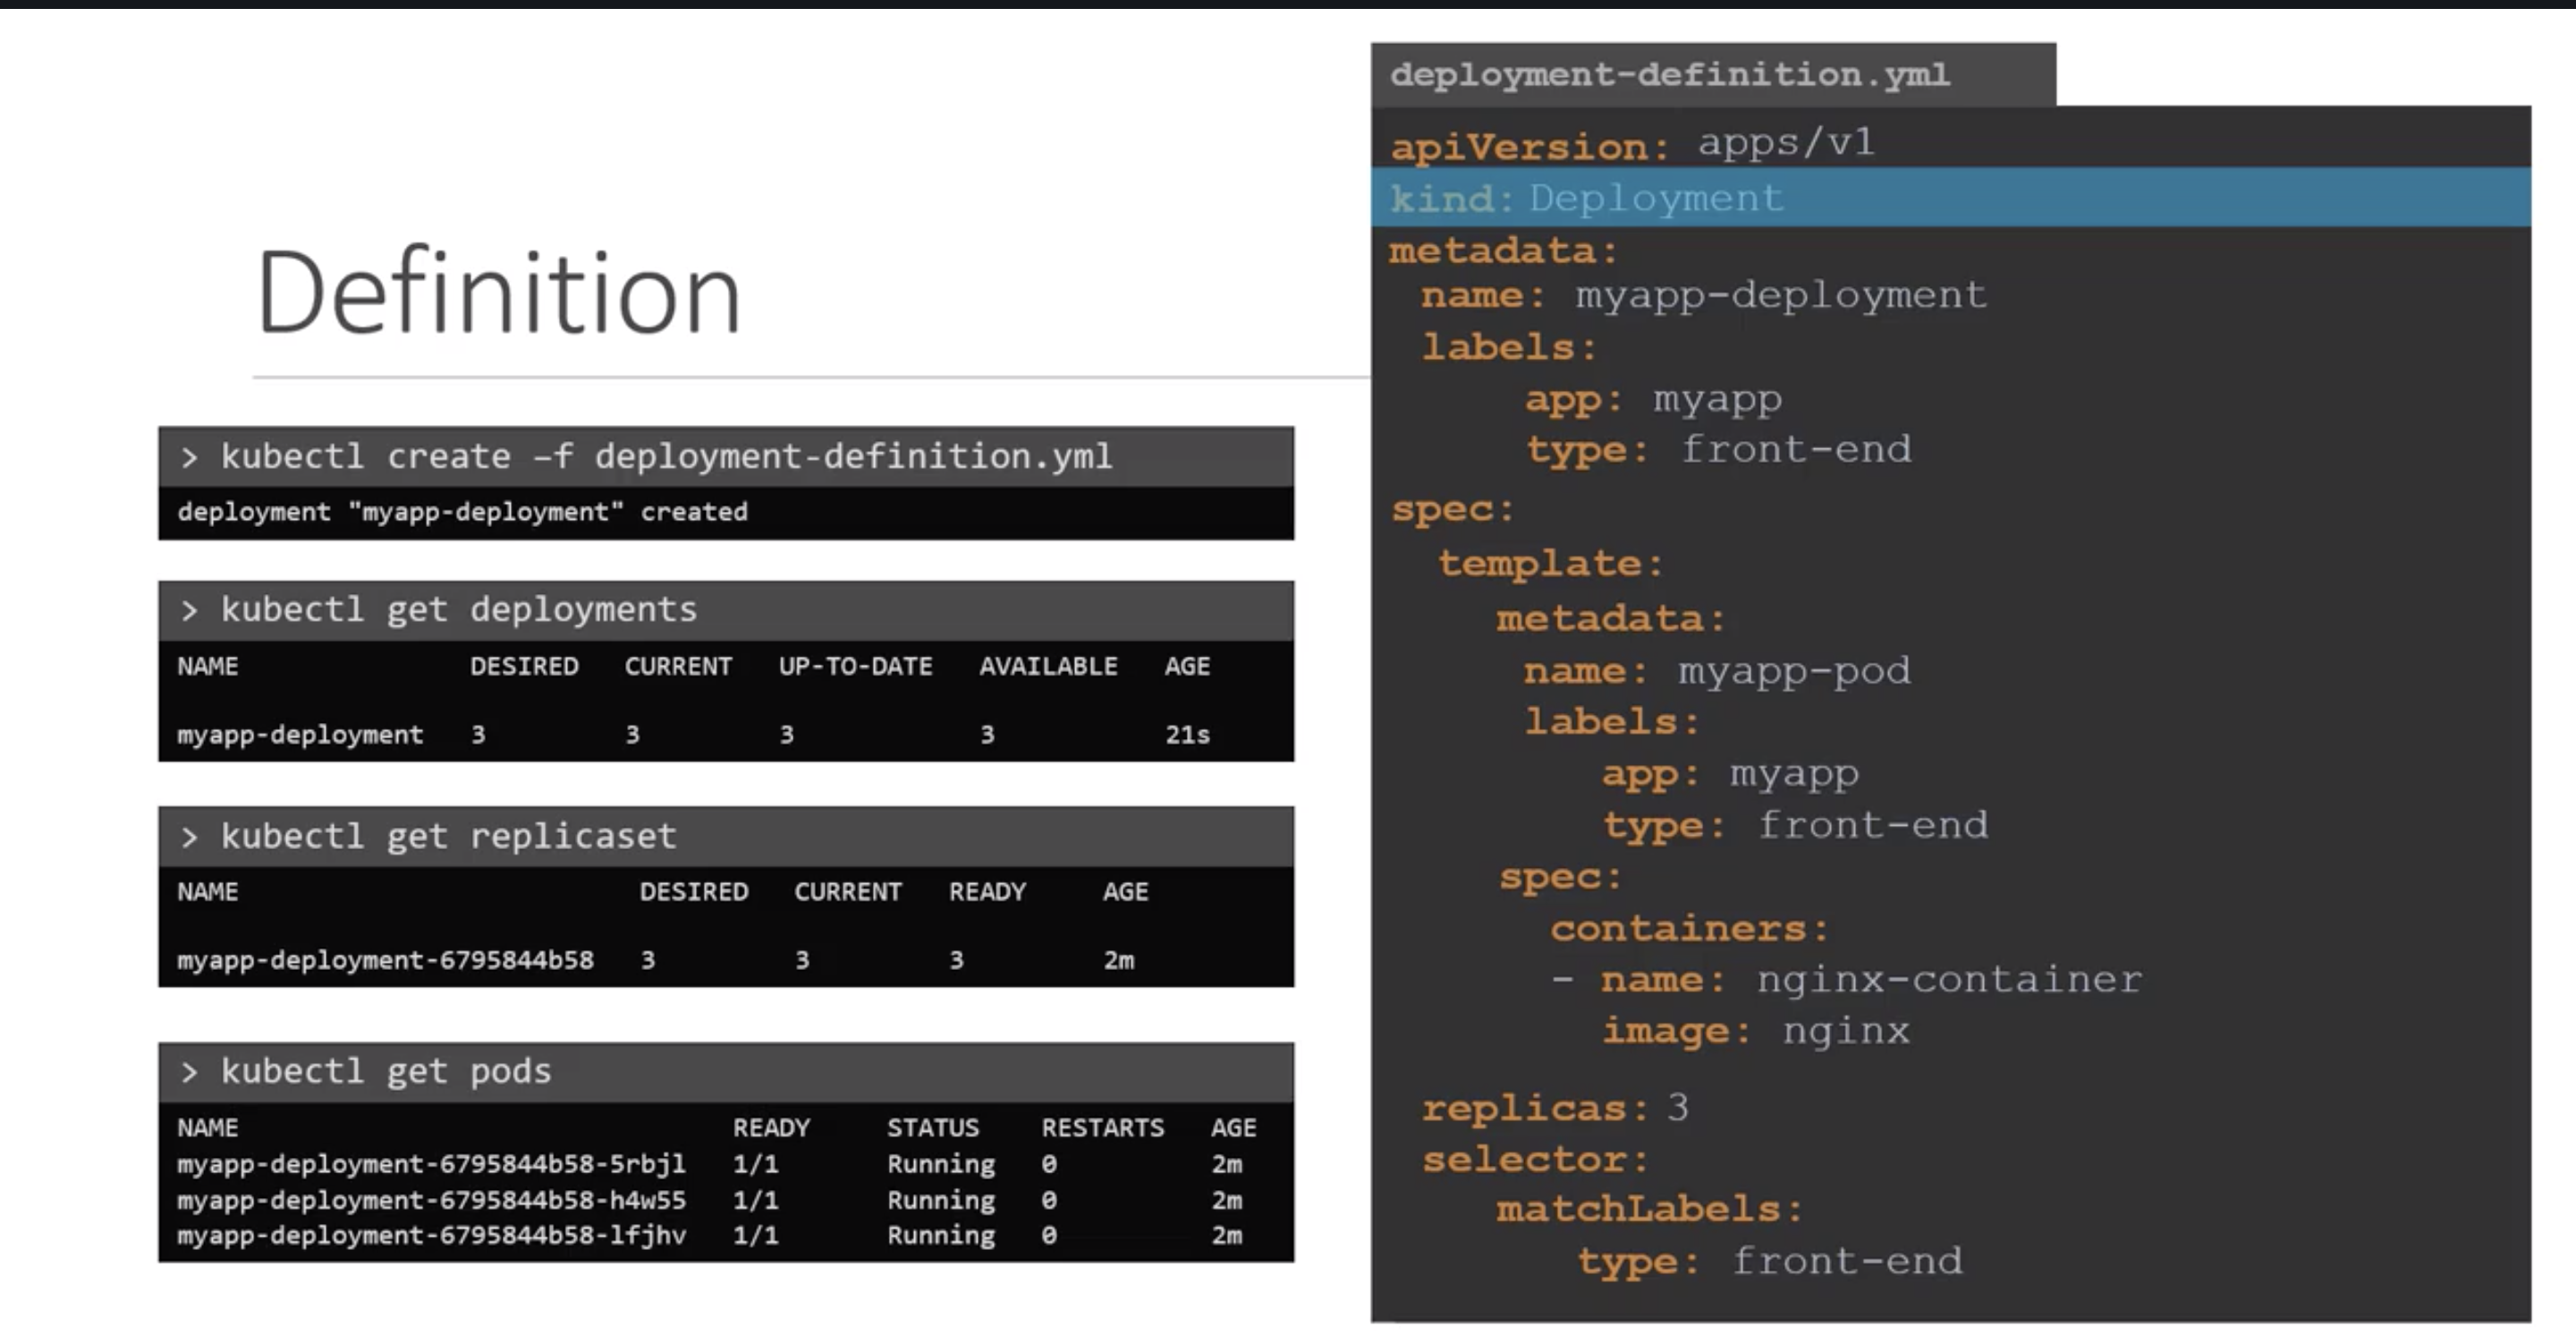 Definition
> kubectl create –f deployment-definition.yml
deployment "myapp-deployment" created
> kubectl get deployments
NAME DESIRED CURRENT UP-TO-DATE AVAILABLE AGE
myapp-deployment 3 3 3 3 21s
> kubectl get replicaset
NAME DESIRED CURRENT READY AGE
myapp-deployment-6795844b58 3 3 3 2m
> kubectl get pods
NAME READY STATUS RESTARTS AGE
myapp-deployment-6795844b58-5rbjl 1/1 Running 0 2m
myapp-deployment-6795844b58-h4w55 1/1 Running 0 2m
myapp-deployment-6795844b58-lfjhv 1/1 Running 0 2m
deployment-definition.yml
apiVersion: apps/v1
kind: Deployment
metadata:
name: myapp-deployment
labels:
app: myapp
type: front-end
spec:
template:
metadata:
name: myapp-pod
labels:
app: myapp
type: front-end
spec:
containers:
- name: nginx-container
image: nginx
replicas: 3
selector:
matchLabels:
type: front-end